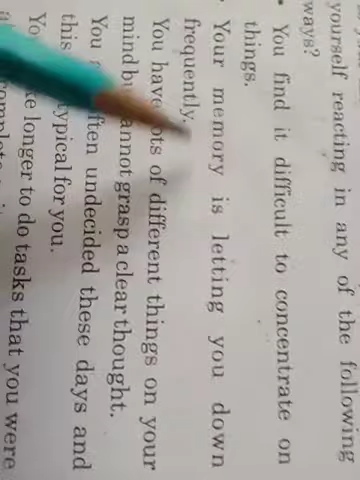 yourself reacting in any of the following
ways?
• You find it difficult to concentrate on
things.
Your memory is letting you down
frequently.
You have lots of different things on your
mind but cannot grasp a clear thought.
You often undecided these days and
this typical for you.
You longer to do tasks that you were